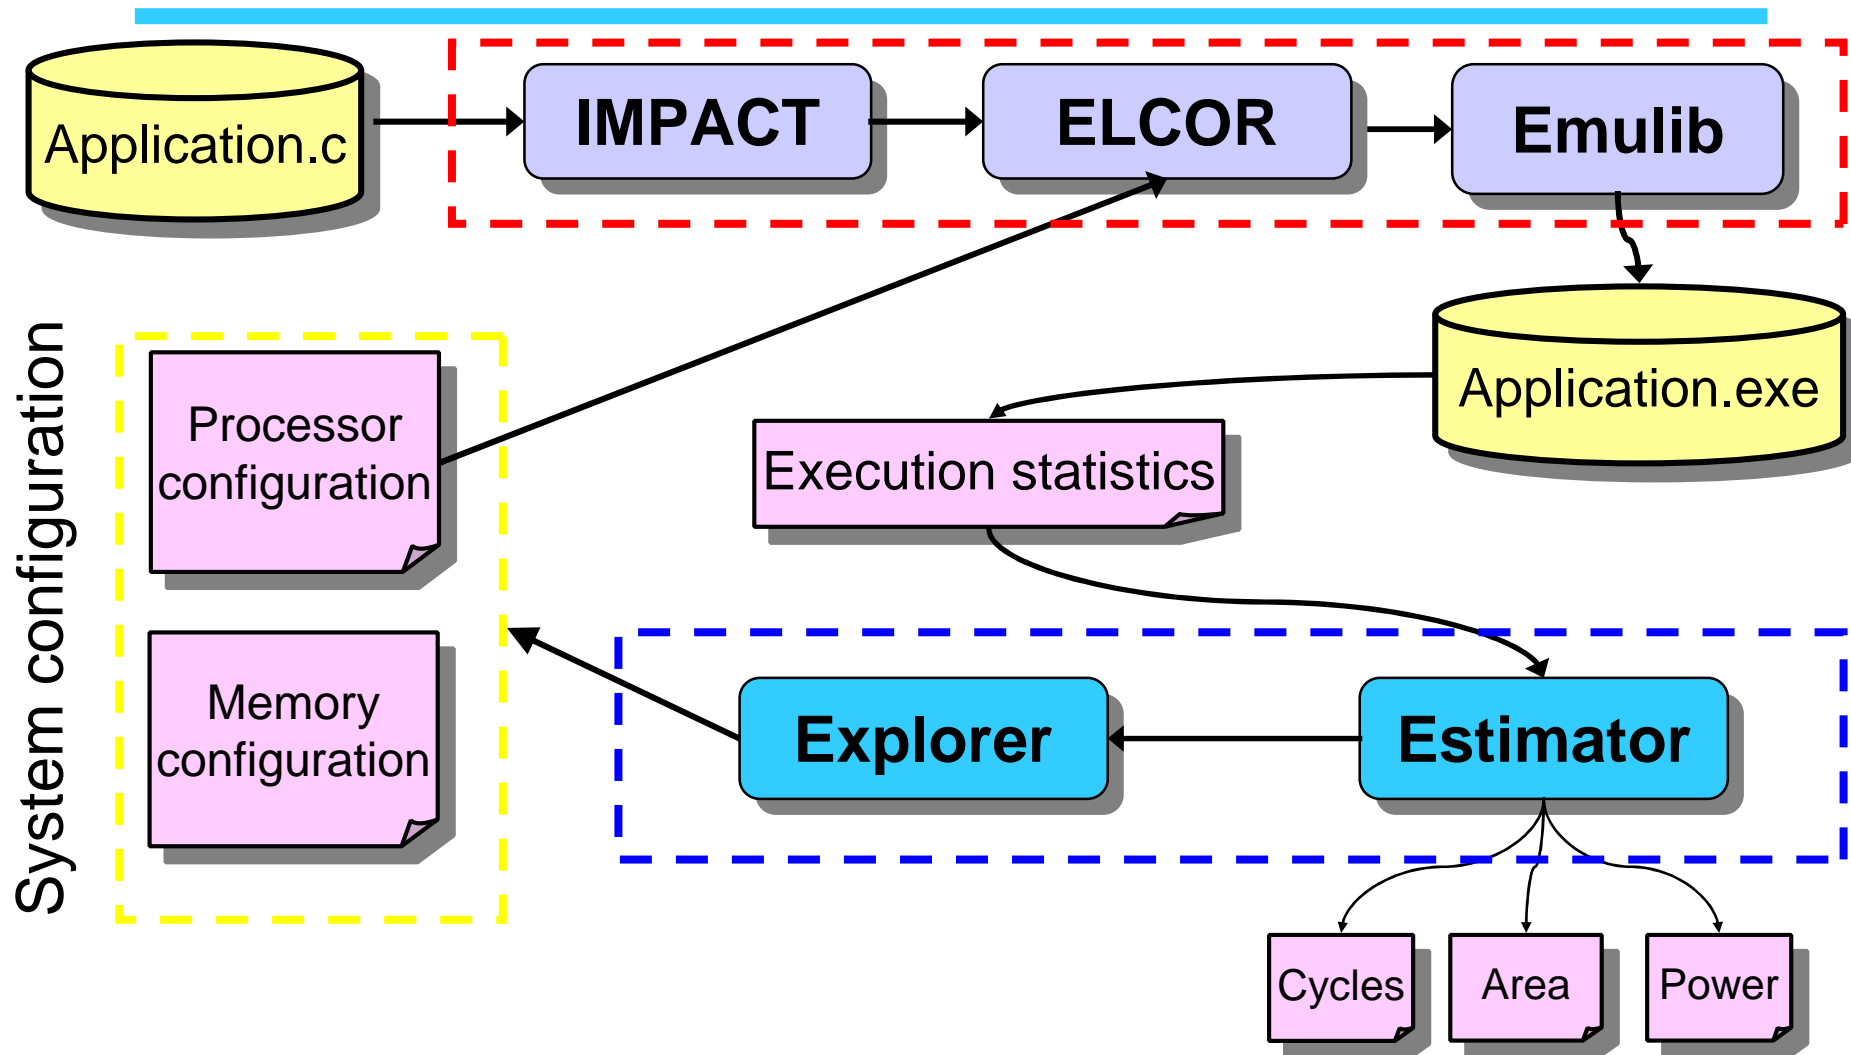 Application.c
IMPACT
ELCOR
Emulib
System configuration
Processor
configuration
Application.exe
Execution statistics
Memory
configuration
Explorer
Estimator
Cycles
Area
Power